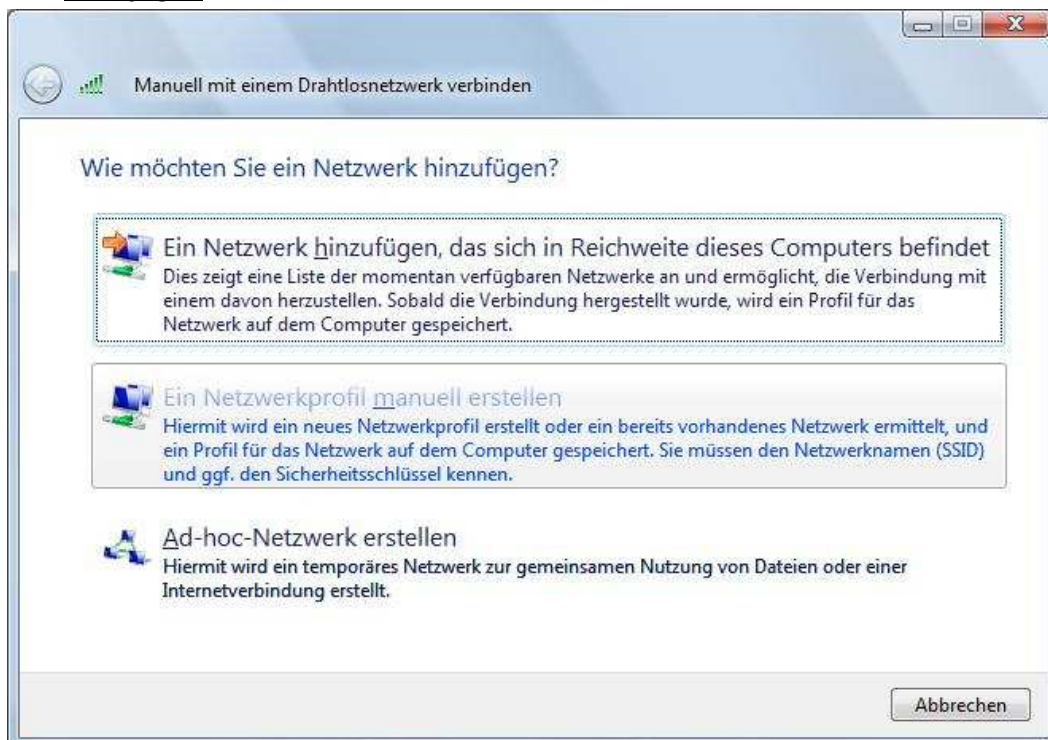 Manuell mit einem Drahtlosnetzwerk verbinden
Wie möchten Sie ein Netzwerk hinzufügen?
Ein Netzwerk hinzufügen, das sich in Reichweite dieses Computers befindet
Dies zeigt eine Liste der momentan verfügbaren Netzwerke an und ermöglicht, die Verbindung mit
einem davon herzustellen. Sobald die Verbindung hergestellt wurde, wird ein Profil für das
Netzwerk auf dem Computer gespeichert.
Ein Netzwerkprofil manuell erstellen
Hiermit wird ein neues Netzwerkprofil erstellt oder ein bereits vorhandenes Netzwerk ermittelt, und
ein Profil für das Netzwerk auf dem Computer gespeichert. Sie müssen den Netzwerknamen (SSID)
und ggf. den Sicherheitsschlüssel kennen.
Ad-hoc-Netzwerk erstellen
Hiermit wird ein temporäres Netzwerk zur gemeinsamen Nutzung von Dateien oder einer
Internetverbindung erstellt.
Abbrechen